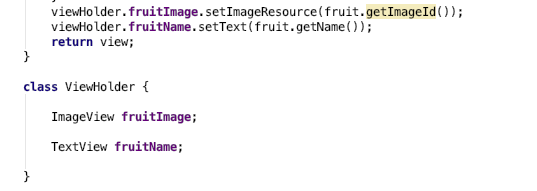 viewHolder.fruitImage.setImageResource(fruit.getImageId());
viewHolder.fruitName.setText(fruit.getName());
return view;
}
class ViewHolder {
ImageView fruitImage;
TextView fruitName;
}